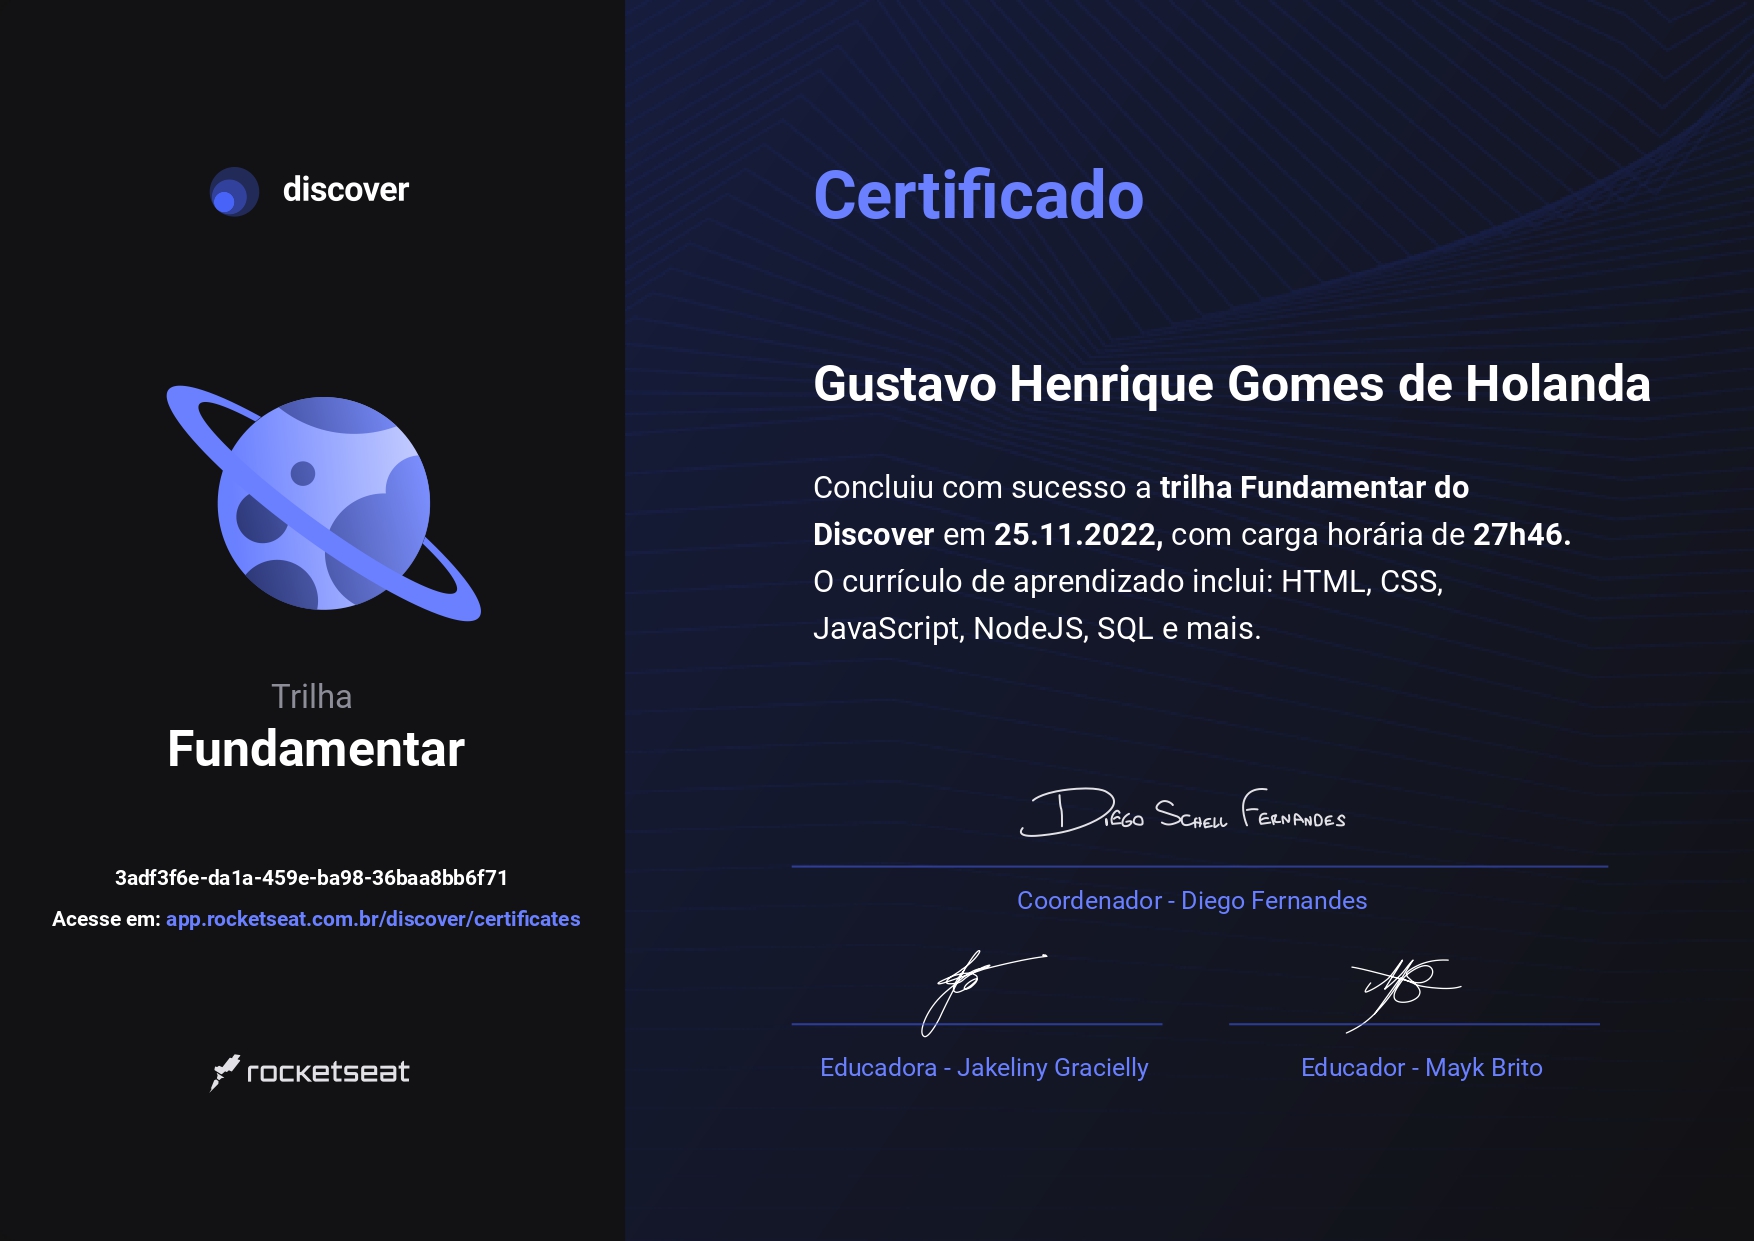 discover
Trilha
Fundamentar
3adf3f6e-da1a-459e-ba98-36baa8bb6f71
Acesse em: app.rocketseat.com.br/discover/certificates
rocketseat
Certificado
Gustavo Henrique Gomes de Holanda
Concluiu com sucesso a trilha Fundamentar do
Discover em 25.11.2022, com carga horária de 27h46.
O currículo de aprendizado inclui: HTML, CSS,
JavaScript, NodeJS, SQL e mais.
Diego Schell Fernandes
Coordenador - Diego Fernandes
Educadora - Jakeliny Gracielly
Educador - Mayk Brito